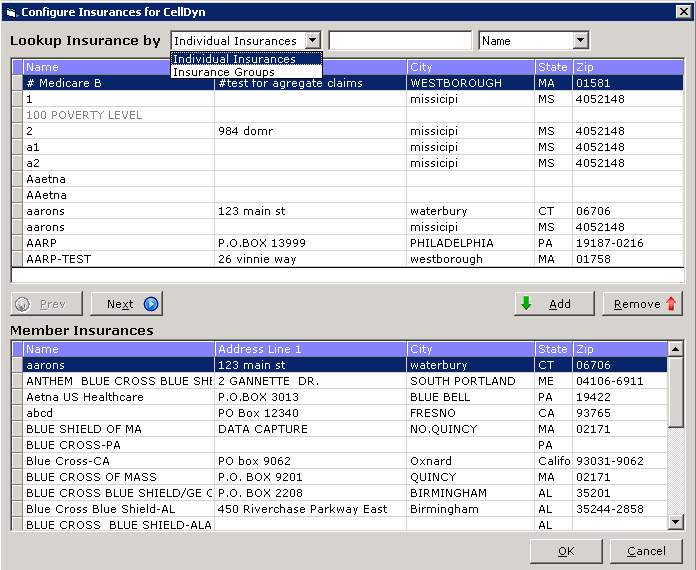 Configure Insurances for CellDyn
Lookup Insurance by Individual Insurances Name
Individual Insurances
Insurance Groups
Name City State Zip
# Medicare B #test for agregate claims WESTBOROUGH MA 01581
1 missicipi MS 4052148
100 POVERTY LEVEL
2 984 domr missicipi MS 4052148
a1 missicipi MS 4052148
a2 missicipi MS 4052148
Aaetna
AAetna
aarons 123 main st waterbury CT 06706
aarons missicipi MS 4052148
AARP P.O.BOX 13999 PHILADELPHIA PA 19187-0216
AARP-TEST 26 vinnie way westborough MA 01758
Prev Next Add Remove
Member Insurances
Name Address Line 1 City State Zip
aarons 123 main st waterbury CT 06706
ANTHEM BLUE CROSS BLUE SHI 2 GANNETTE DR. SOUTH PORTLAND ME 04106-6911
Aetna US Healthcare P.O.BOX 3013 BLUE BELL PA 19422
abcd PO Box 12340 FRESNO CA 93765
BLUE SHIELD OF MA DATA CAPTURE NO.QUINCY MA 02171
BLUE CROSS-PA PA
Blue Cross-CA PO box 9062 Oxnard Califo 93031-9062
BLUE CROSS OF MASS P.O. BOX 9201 QUINCY MA 02171
BLUE CROSS BLUE SHIELD/GE C P.O. BOX 2208 BIRMINGHAM AL 35201
Blue Cross Blue Shield-AL 450 Riverchase Parkway East Birmingham AL 35244-2858
BLUE CROSS BLUE SHIELD-ALA AL
OK Cancel